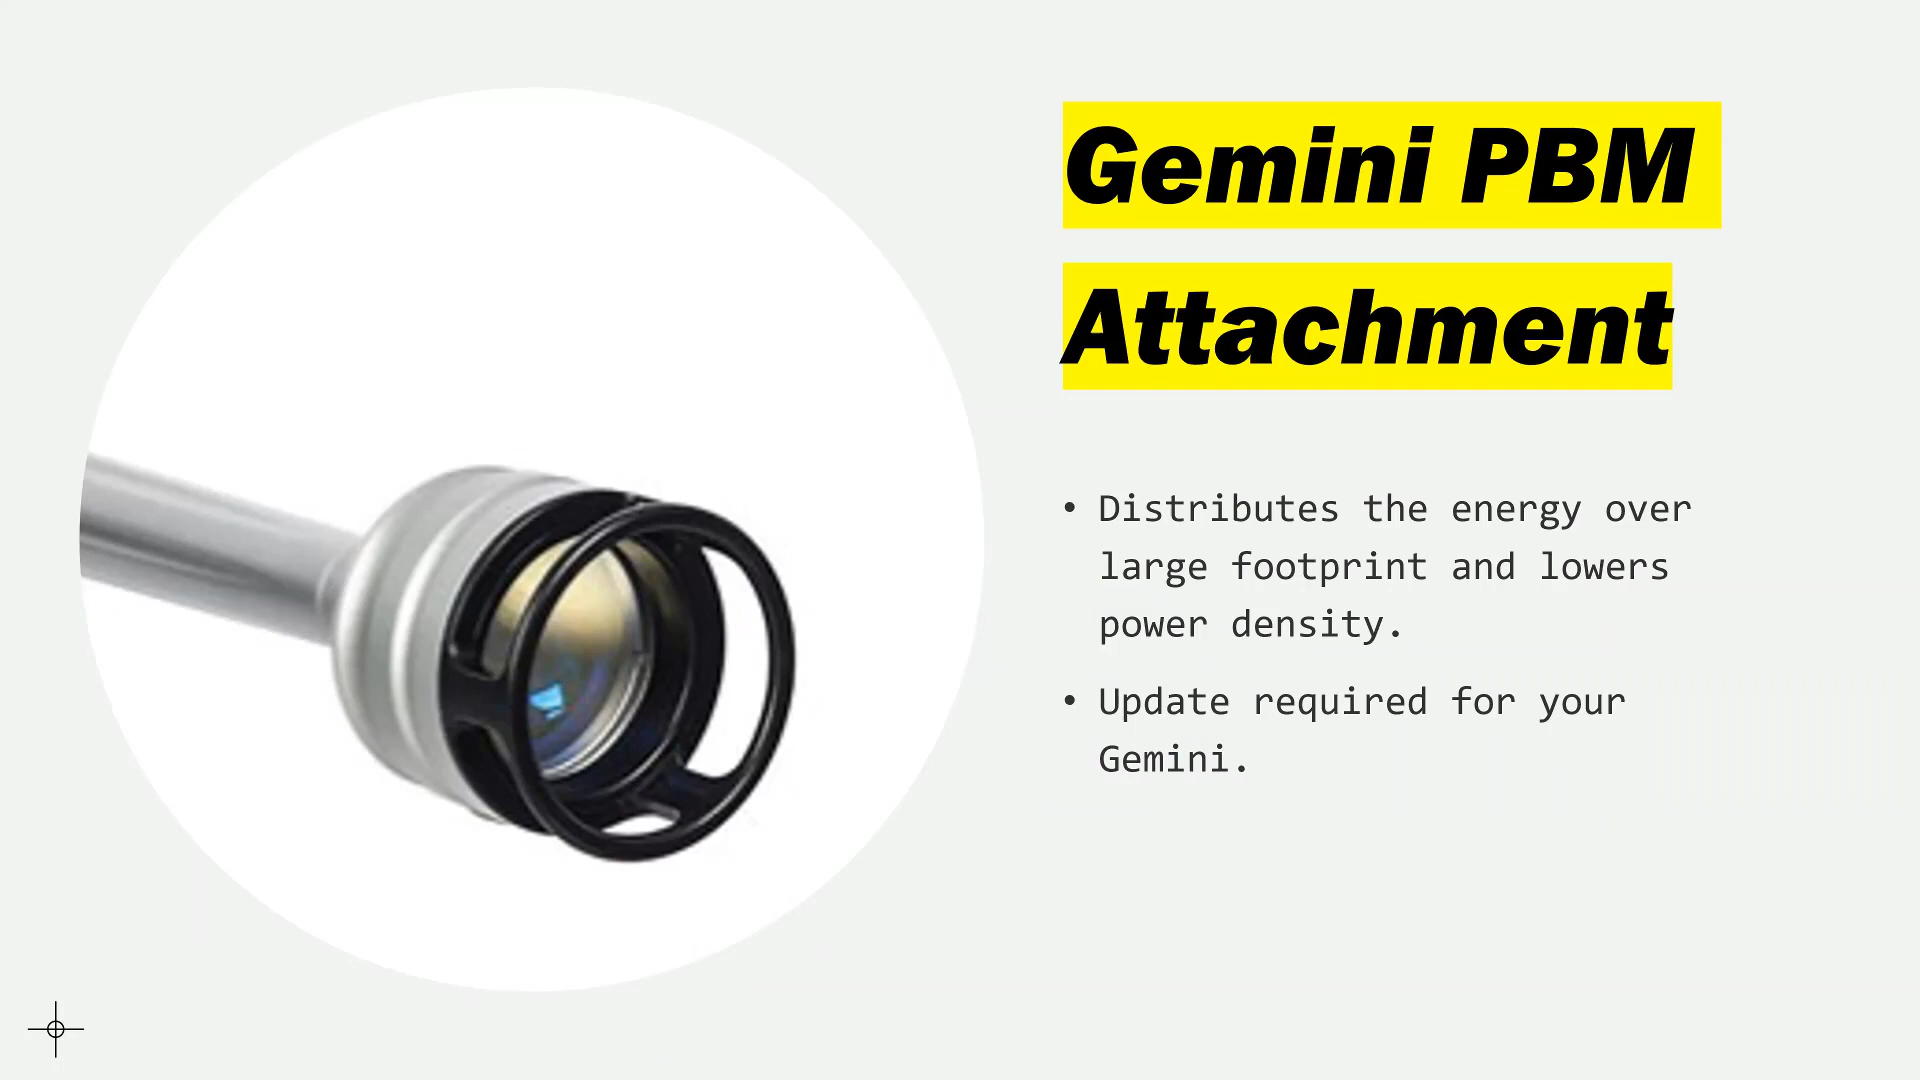 Gemini PBM
Attachment
• Distributes the energy over
large footprint and lowers
power density.
• Update required for your
Gemini.